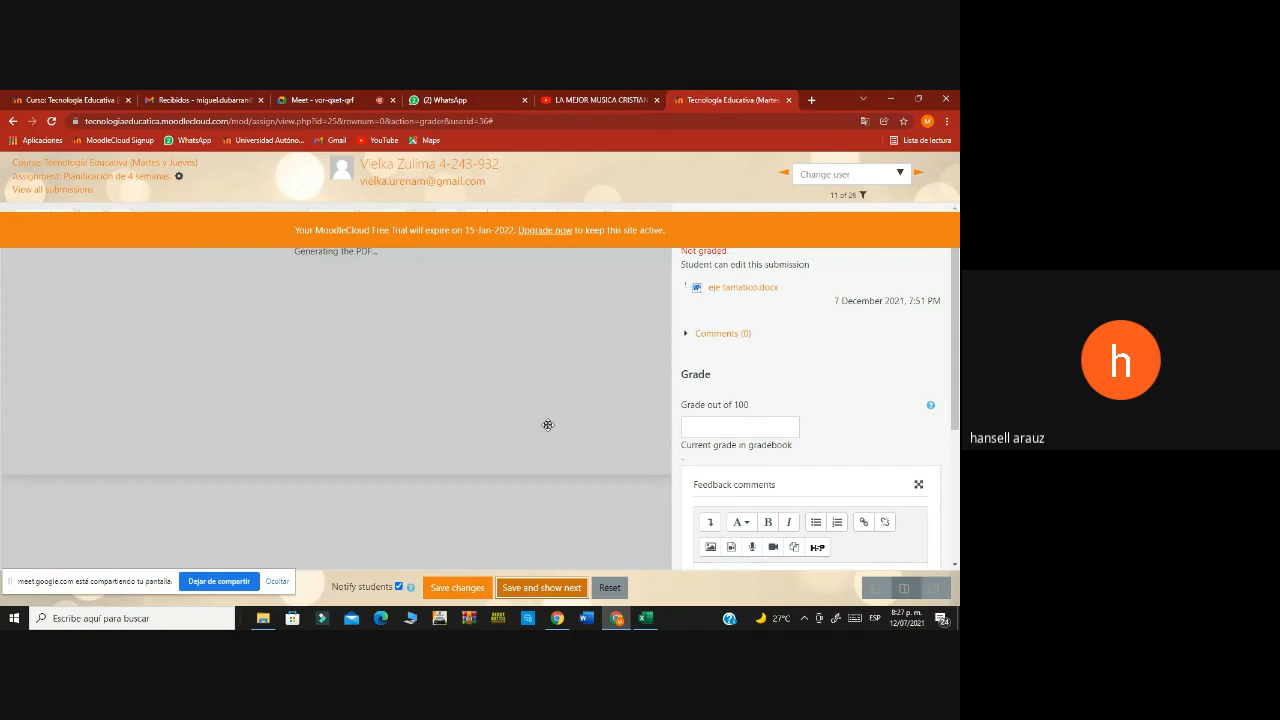 Curso: Tecnología Educativa (
Recibidos - miguel.dubarran
Meet - vor-qxet-qrf
(2) WhatsApp
LA MEJOR MUSICA CRISTIAN
Tecnología Educativa (Martes
tecnologiaeducatica.moodlecloud.com/mod/assign/view.php?id=25&rownum=0&action=grader&userid=36#
M
Aplicaciones
MoodleCloud Signup
WhatsApp
Universidad Autóno...
Gmail
YouTube
Maps
Lista de lectura
Course: Tecnología Educativa (Martes y Jueves)
Assignment: Planificación de 4 semanas.
View all submissions
Vielka Zulima 4-243-932
vielka.urenam@gmail.com
Change user
11 of 26
Your MoodleCloud Free Trial will expire on 15-Jan-2022. Upgrade now to keep this site active.
Generating the PDF...
Not graded
Student can edit this submission
eje tamatico.docx
7 December 2021, 7:51 PM
Comments (0)
Grade
Grade out of 100
Current grade in gradebook
-
Feedback comments
A B I
H-P
meet.google.com está compartiendo tu pantalla.
Dejar de compartir
Ocultar
Notify students
Save changes
Save and show next
Reset
Escribe aquí para buscar
27°C
ESP
8:27 p. m.
12/07/2021
24
h
hansell arauz